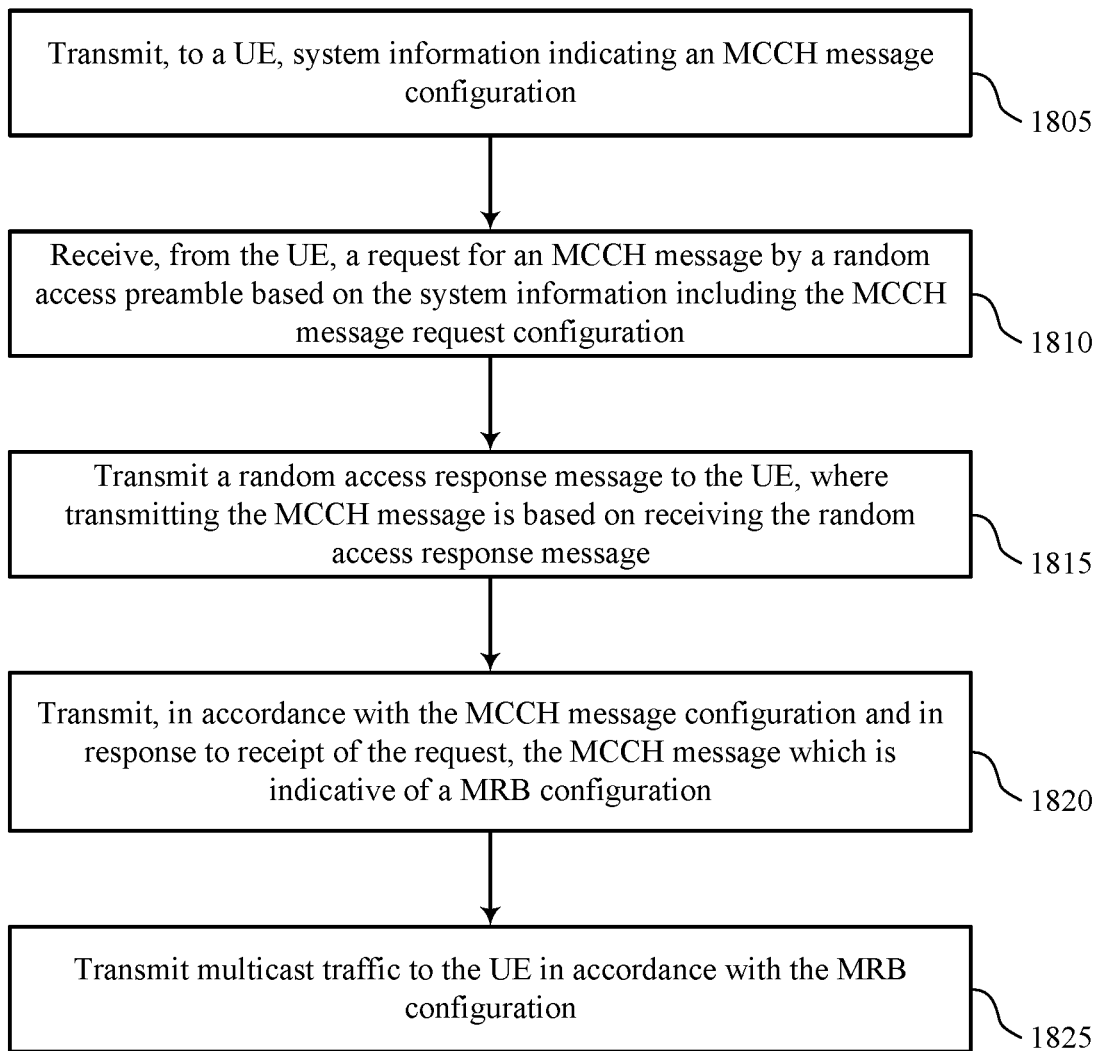 Transmit, to a UE, system information indicating an MCCH message
configuration
1805
Receive, from the UE, a request for an MCCH message by a random
access preamble based on the system information including the MCCH
message request configuration
1810
Transmit a random access response message to the UE, where
transmitting the MCCH message is based on receiving the random
access response message
1815
Transmit, in accordance with the MCCH message configuration and in
response to receipt of the request, the MCCH message which is
indicative of a MRB configuration
1820
Transmit multicast traffic to the UE in accordance with the MRB
configuration
1825